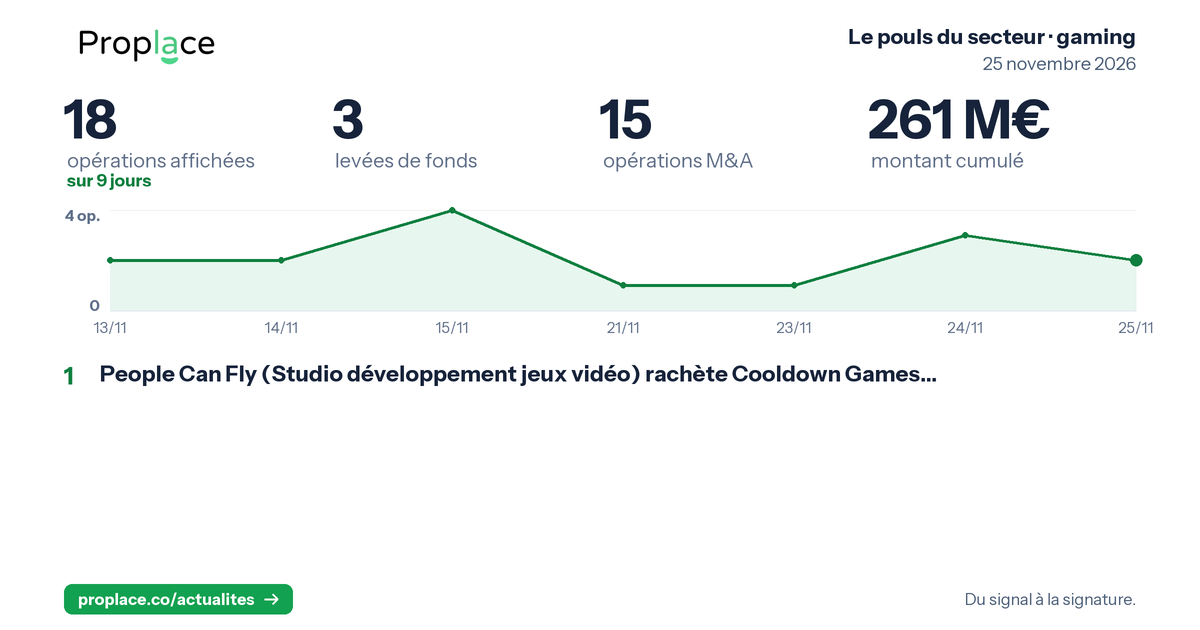 Proplace
Le pouls du secteur · gaming
25 novembre 2026
18
opérations affichées
sur 9 jours
3
levées de fonds
15
opérations M&A
261 M€
montant cumulé
4 op.
0
13/11
14/11
15/11
21/11
23/11
24/11
25/11
1 People Can Fly (Studio développement jeux vidéo) rachète Cooldown Games...
proplace.co/actualites →
Du signal à la signature.